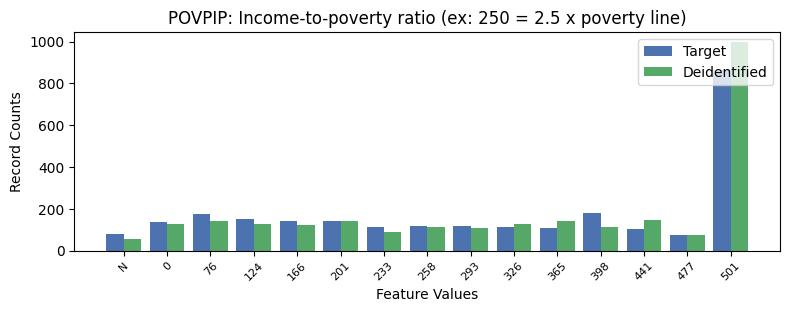 POVPIP: Income-to-poverty ratio (ex: 250 = 2.5 x poverty line)
Target
Deidentified
Record Counts
1000
800
600
400
200
0
N 0 76 124 166 201 233 258 293 326 365 398 441 477 501
Feature Values